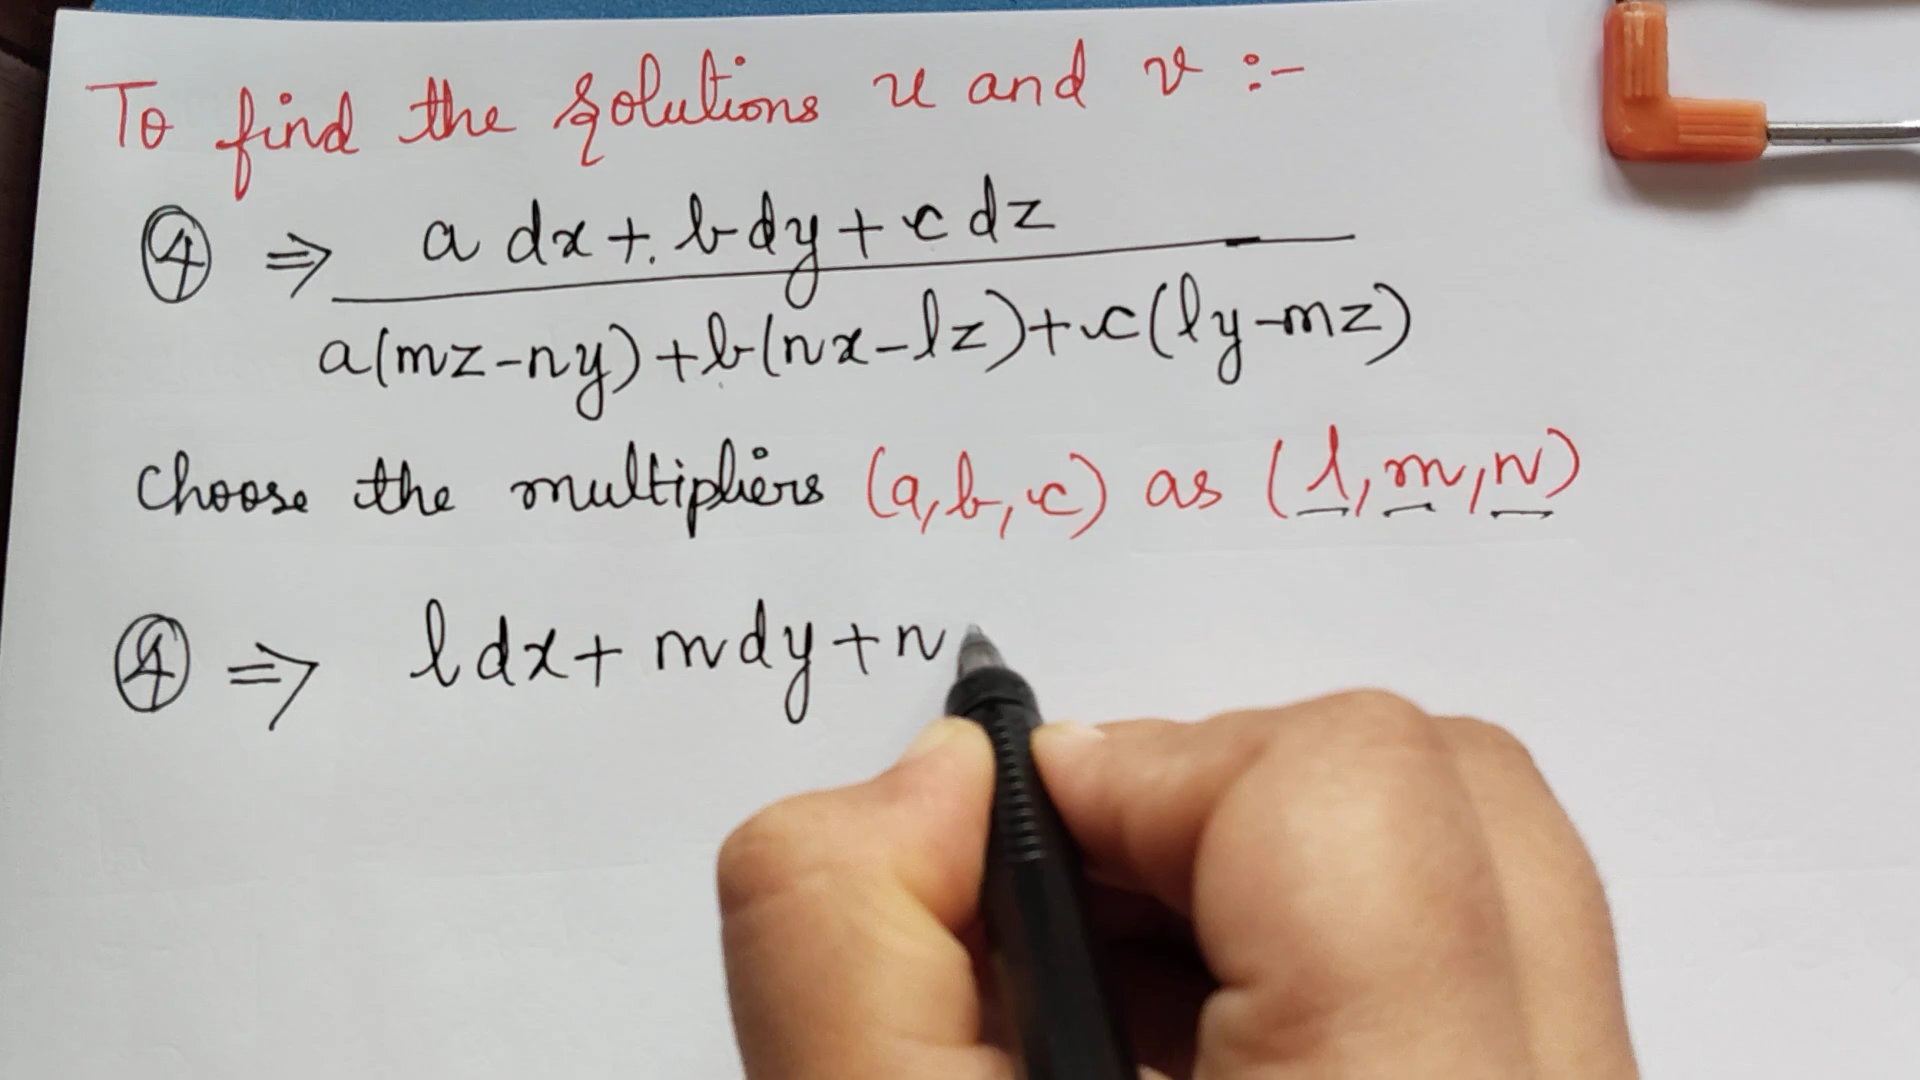 To find the solutions u and v :-
④ ⇒ a dx + b dy + c dz
a(mz-ny)+b(nx-lz)+c(ly-mz)
choose the multipliers (a,b,c) as (l,m,n)
④ ⇒ l dx + m dy + n